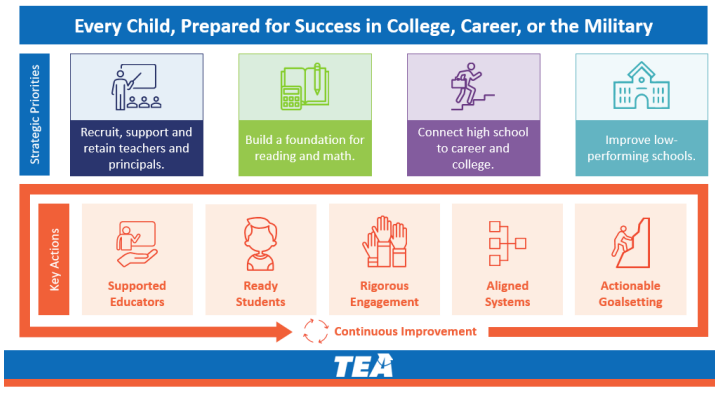 Every Child, Prepared for Success in College, Career, or the Military
Strategic Priorities
Recruit, support and
retain teachers and
principals.
Build a foundation for
reading and math.
Connect high school
to career and
college.
Improve low-
performing schools.
Key Actions
Supported
Educators
Ready
Students
Rigorous
Engagement
Aligned
Systems
Actionable
Goalsetting
Continuous Improvement
TEA